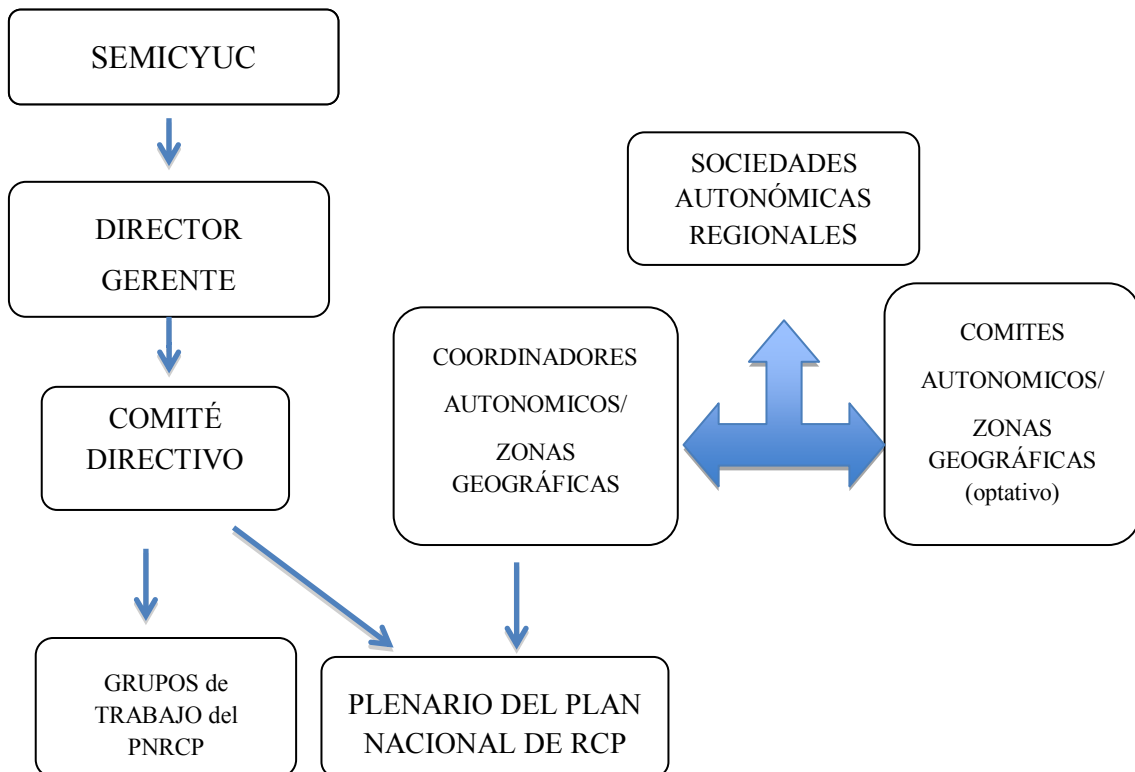 SEMICYUC
DIRECTOR
GERENTE
COMITÉ
DIRECTIVO
GRUPOS de
TRABAJO del
PNRCP
PLENARIO DEL PLAN
NACIONAL DE RCP
COORDINADORES
AUTONOMICOS/
ZONAS
GEOGRÁFICAS
SOCIEDADES
AUTONÓMICAS
REGIONALES
COMITES
AUTONOMICOS/
ZONAS
GEOGRÁFICAS
(optativo)